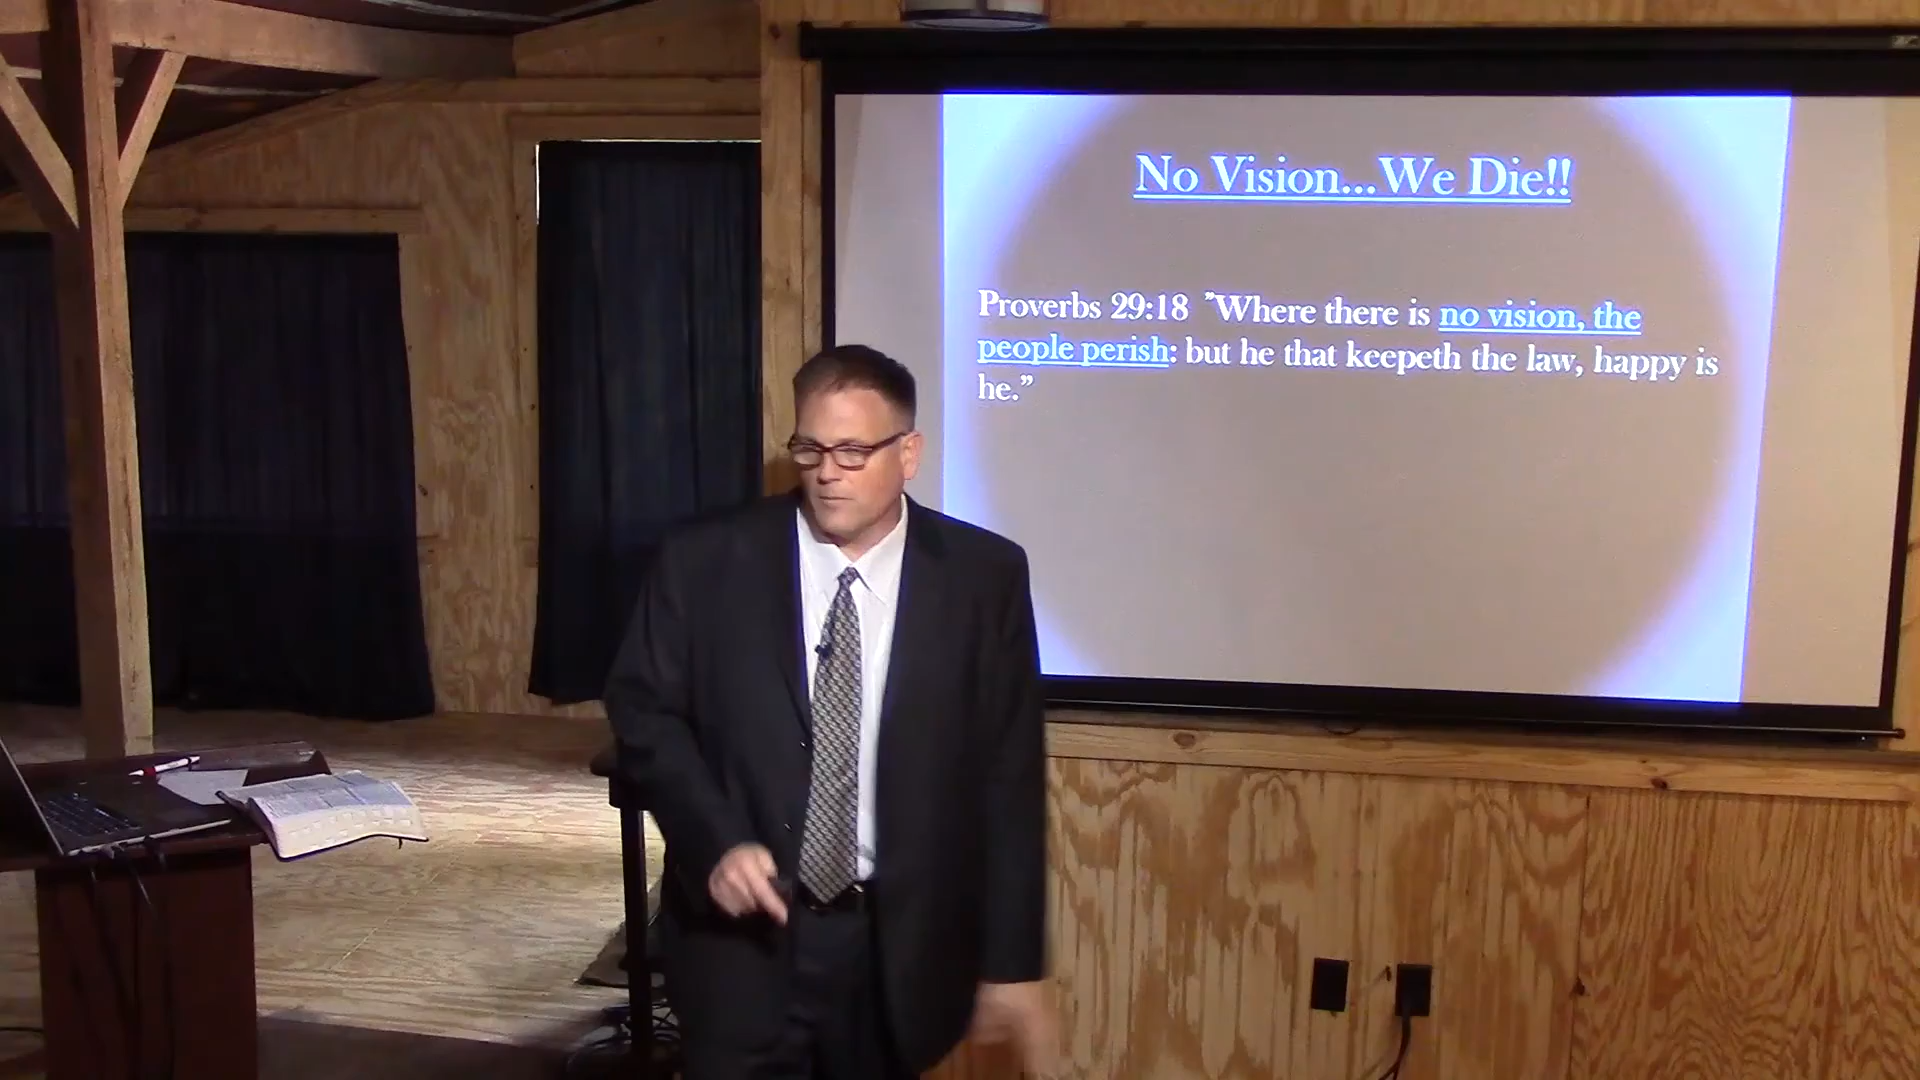 No Vision...We Die!!
Proverbs 29:18 "Where there is no vision, the
people perish: but he that keepeth the law, happy is
he.”